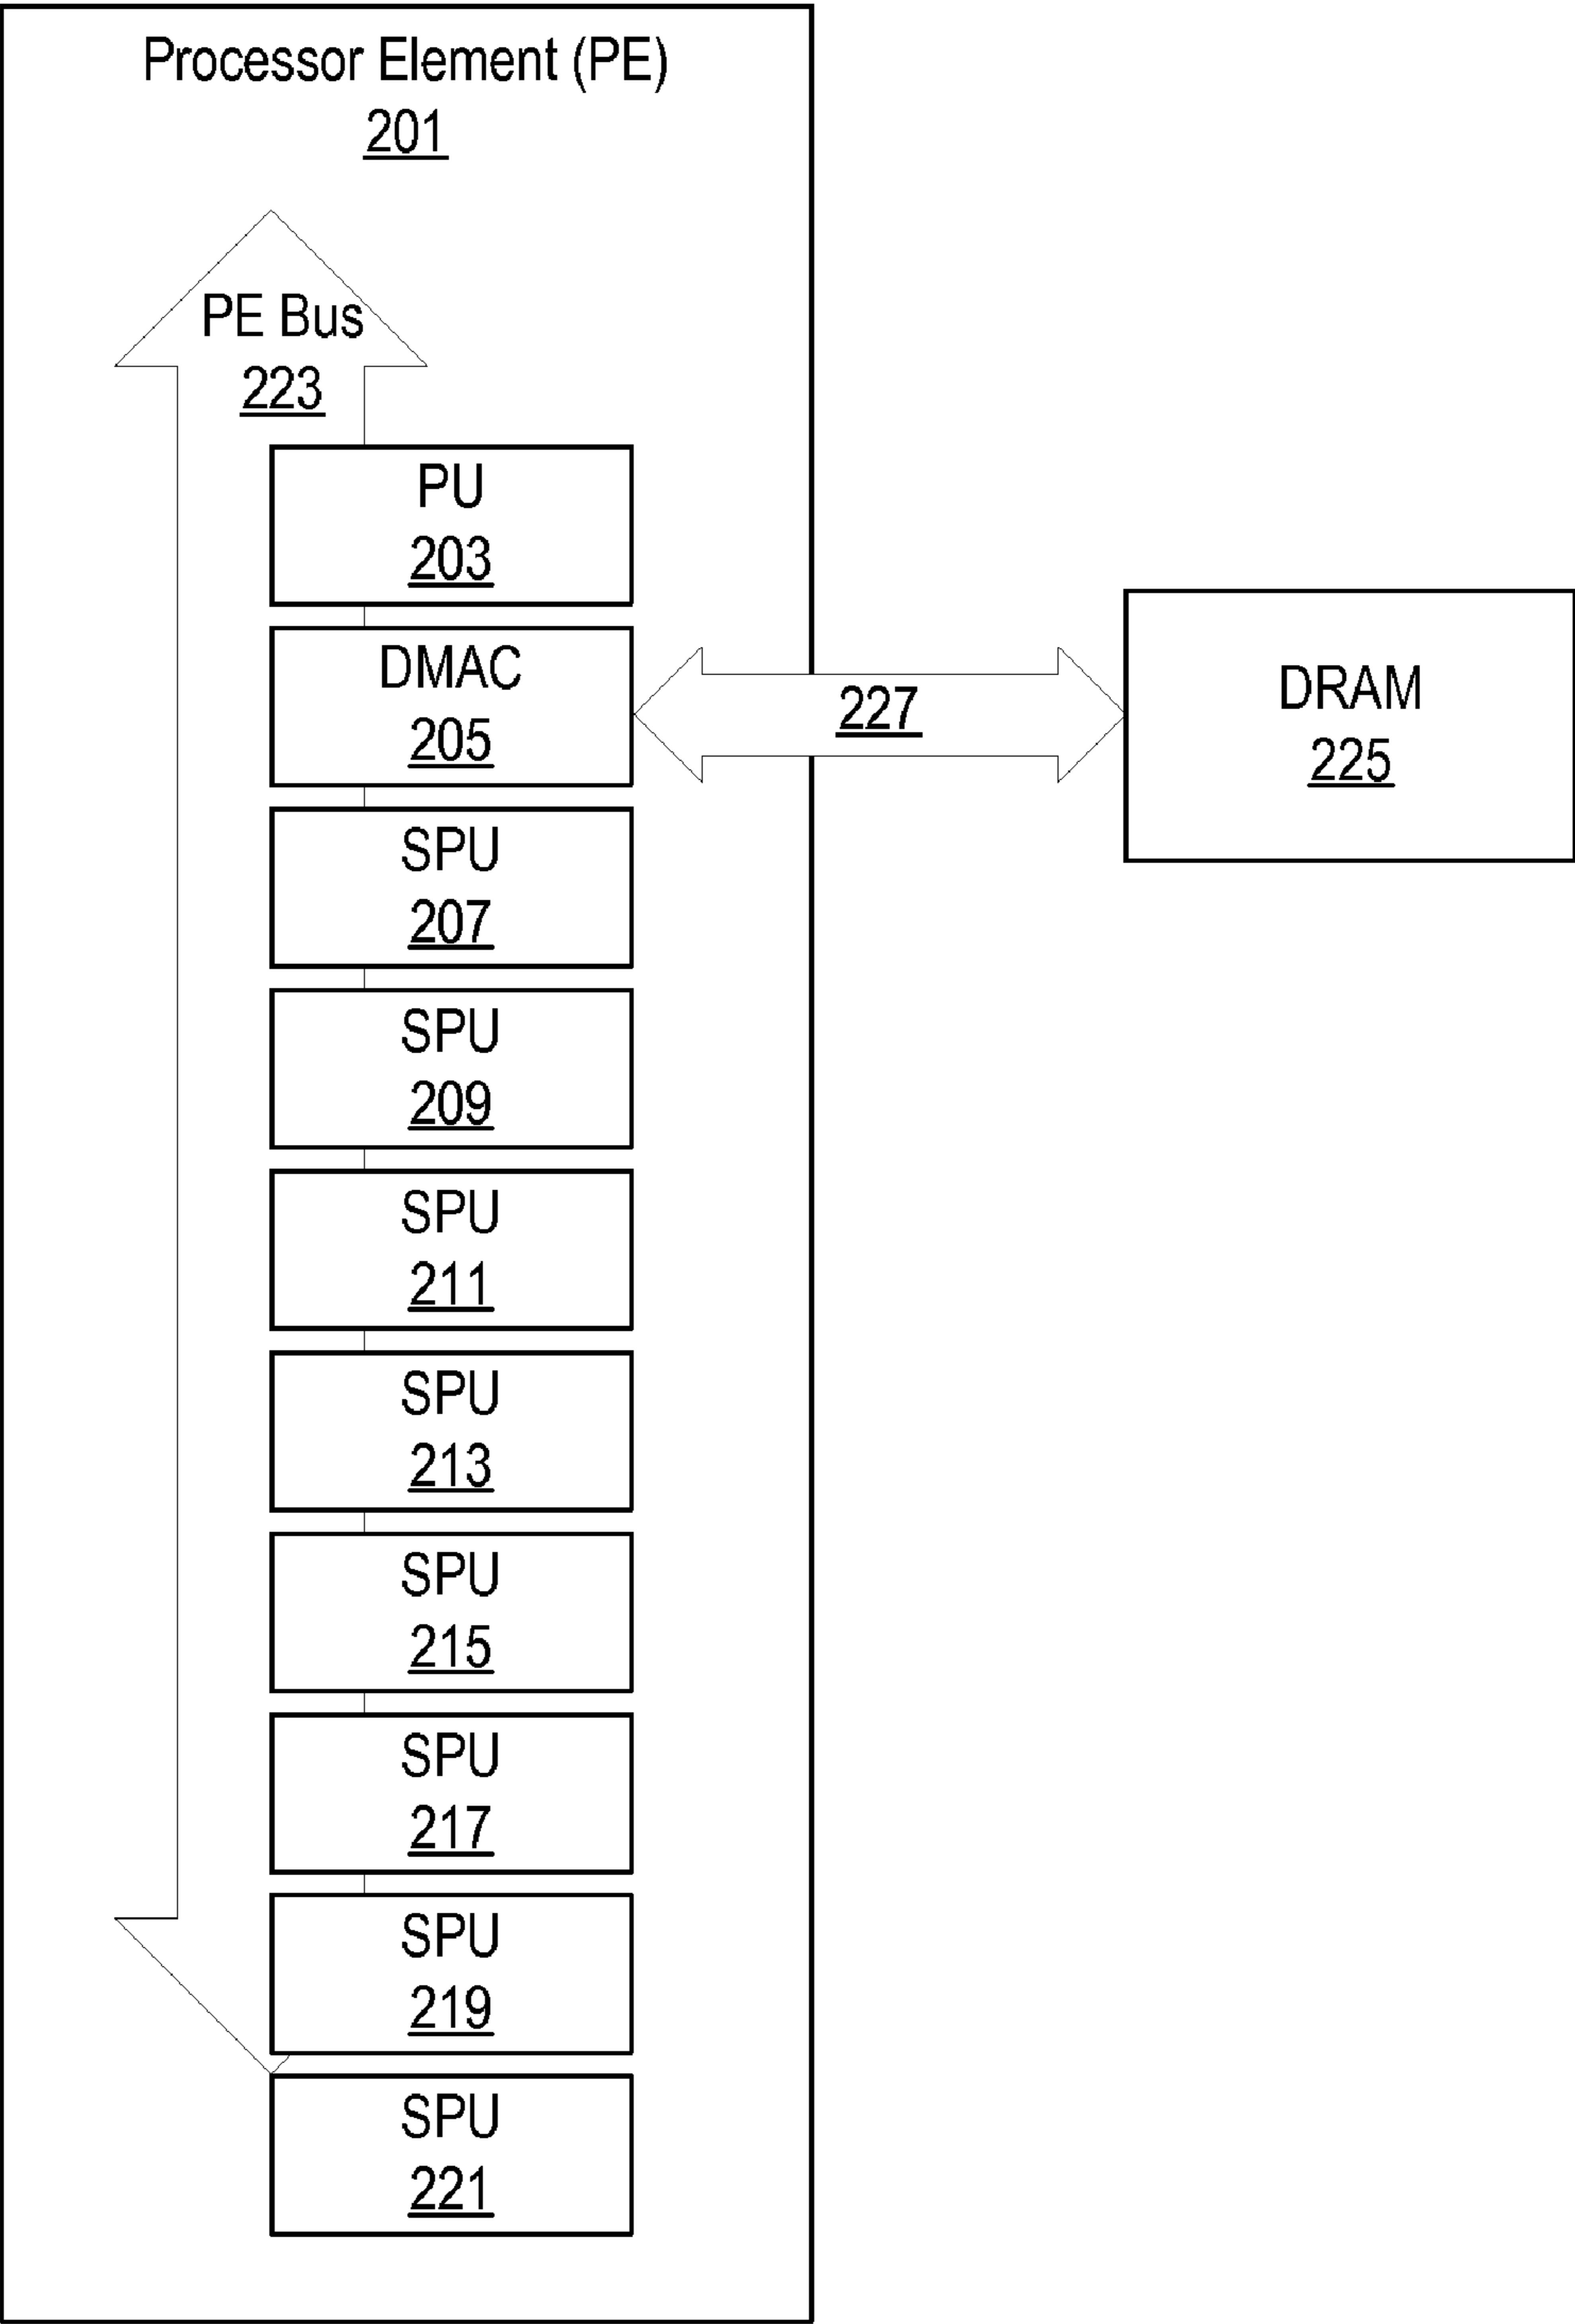 Processor Element (PE)
201
PE Bus
223
PU
203
DMAC
205
227
DRAM
225
SPU
207
SPU
209
SPU
211
SPU
213
SPU
215
SPU
217
SPU
219
SPU
221